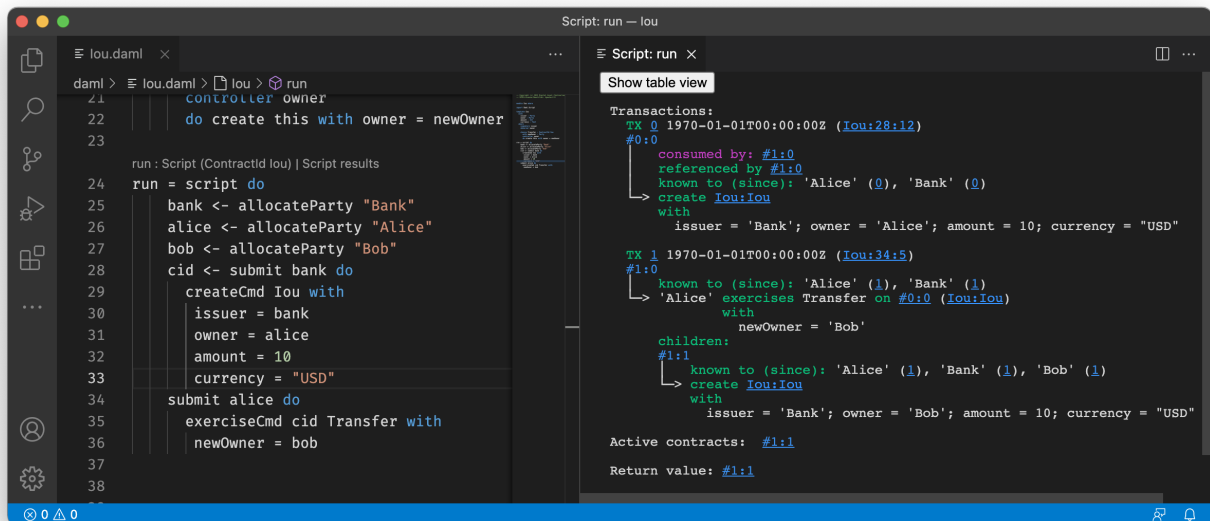 Script: run — Iou
Iou.daml
Script: run
daml > Iou.daml > Iou > run
Show table view
21 controller owner
22 do create this with owner = newOwner
23
run : Script (ContractId Iou) | Script results
24 run = script do
25 bank <- allocateParty "Bank"
26 alice <- allocateParty "Alice"
27 bob <- allocateParty "Bob"
28 cid <- submit bank do
29 createCmd Iou with
30 issuer = bank
31 owner = alice
32 amount = 10
33 currency = "USD"
34 submit alice do
35 exerciseCmd cid Transfer with
36 newOwner = bob
37
38
Transactions:
TX 0 1970-01-01T00:00:00Z (Iou:28:12)
#0:0
consumed by: #1:0
referenced by #1:0
known to (since): 'Alice' (0), 'Bank' (0)
create Iou:Iou
with
issuer = 'Bank'; owner = 'Alice'; amount = 10; currency = "USD"
TX 1 1970-01-01T00:00:00Z (Iou:34:5)
#1:0
known to (since): 'Alice' (1), 'Bank' (1)
'Alice' exercises Transfer on #0:0 (Iou:Iou)
with
newOwner = 'Bob'
children:
#1:1
known to (since): 'Alice' (1), 'Bank' (1), 'Bob' (1)
create Iou:Iou
with
issuer = 'Bank'; owner = 'Bob'; amount = 10; currency = "USD"
Active contracts: #1:1
Return value: #1:1
0 0